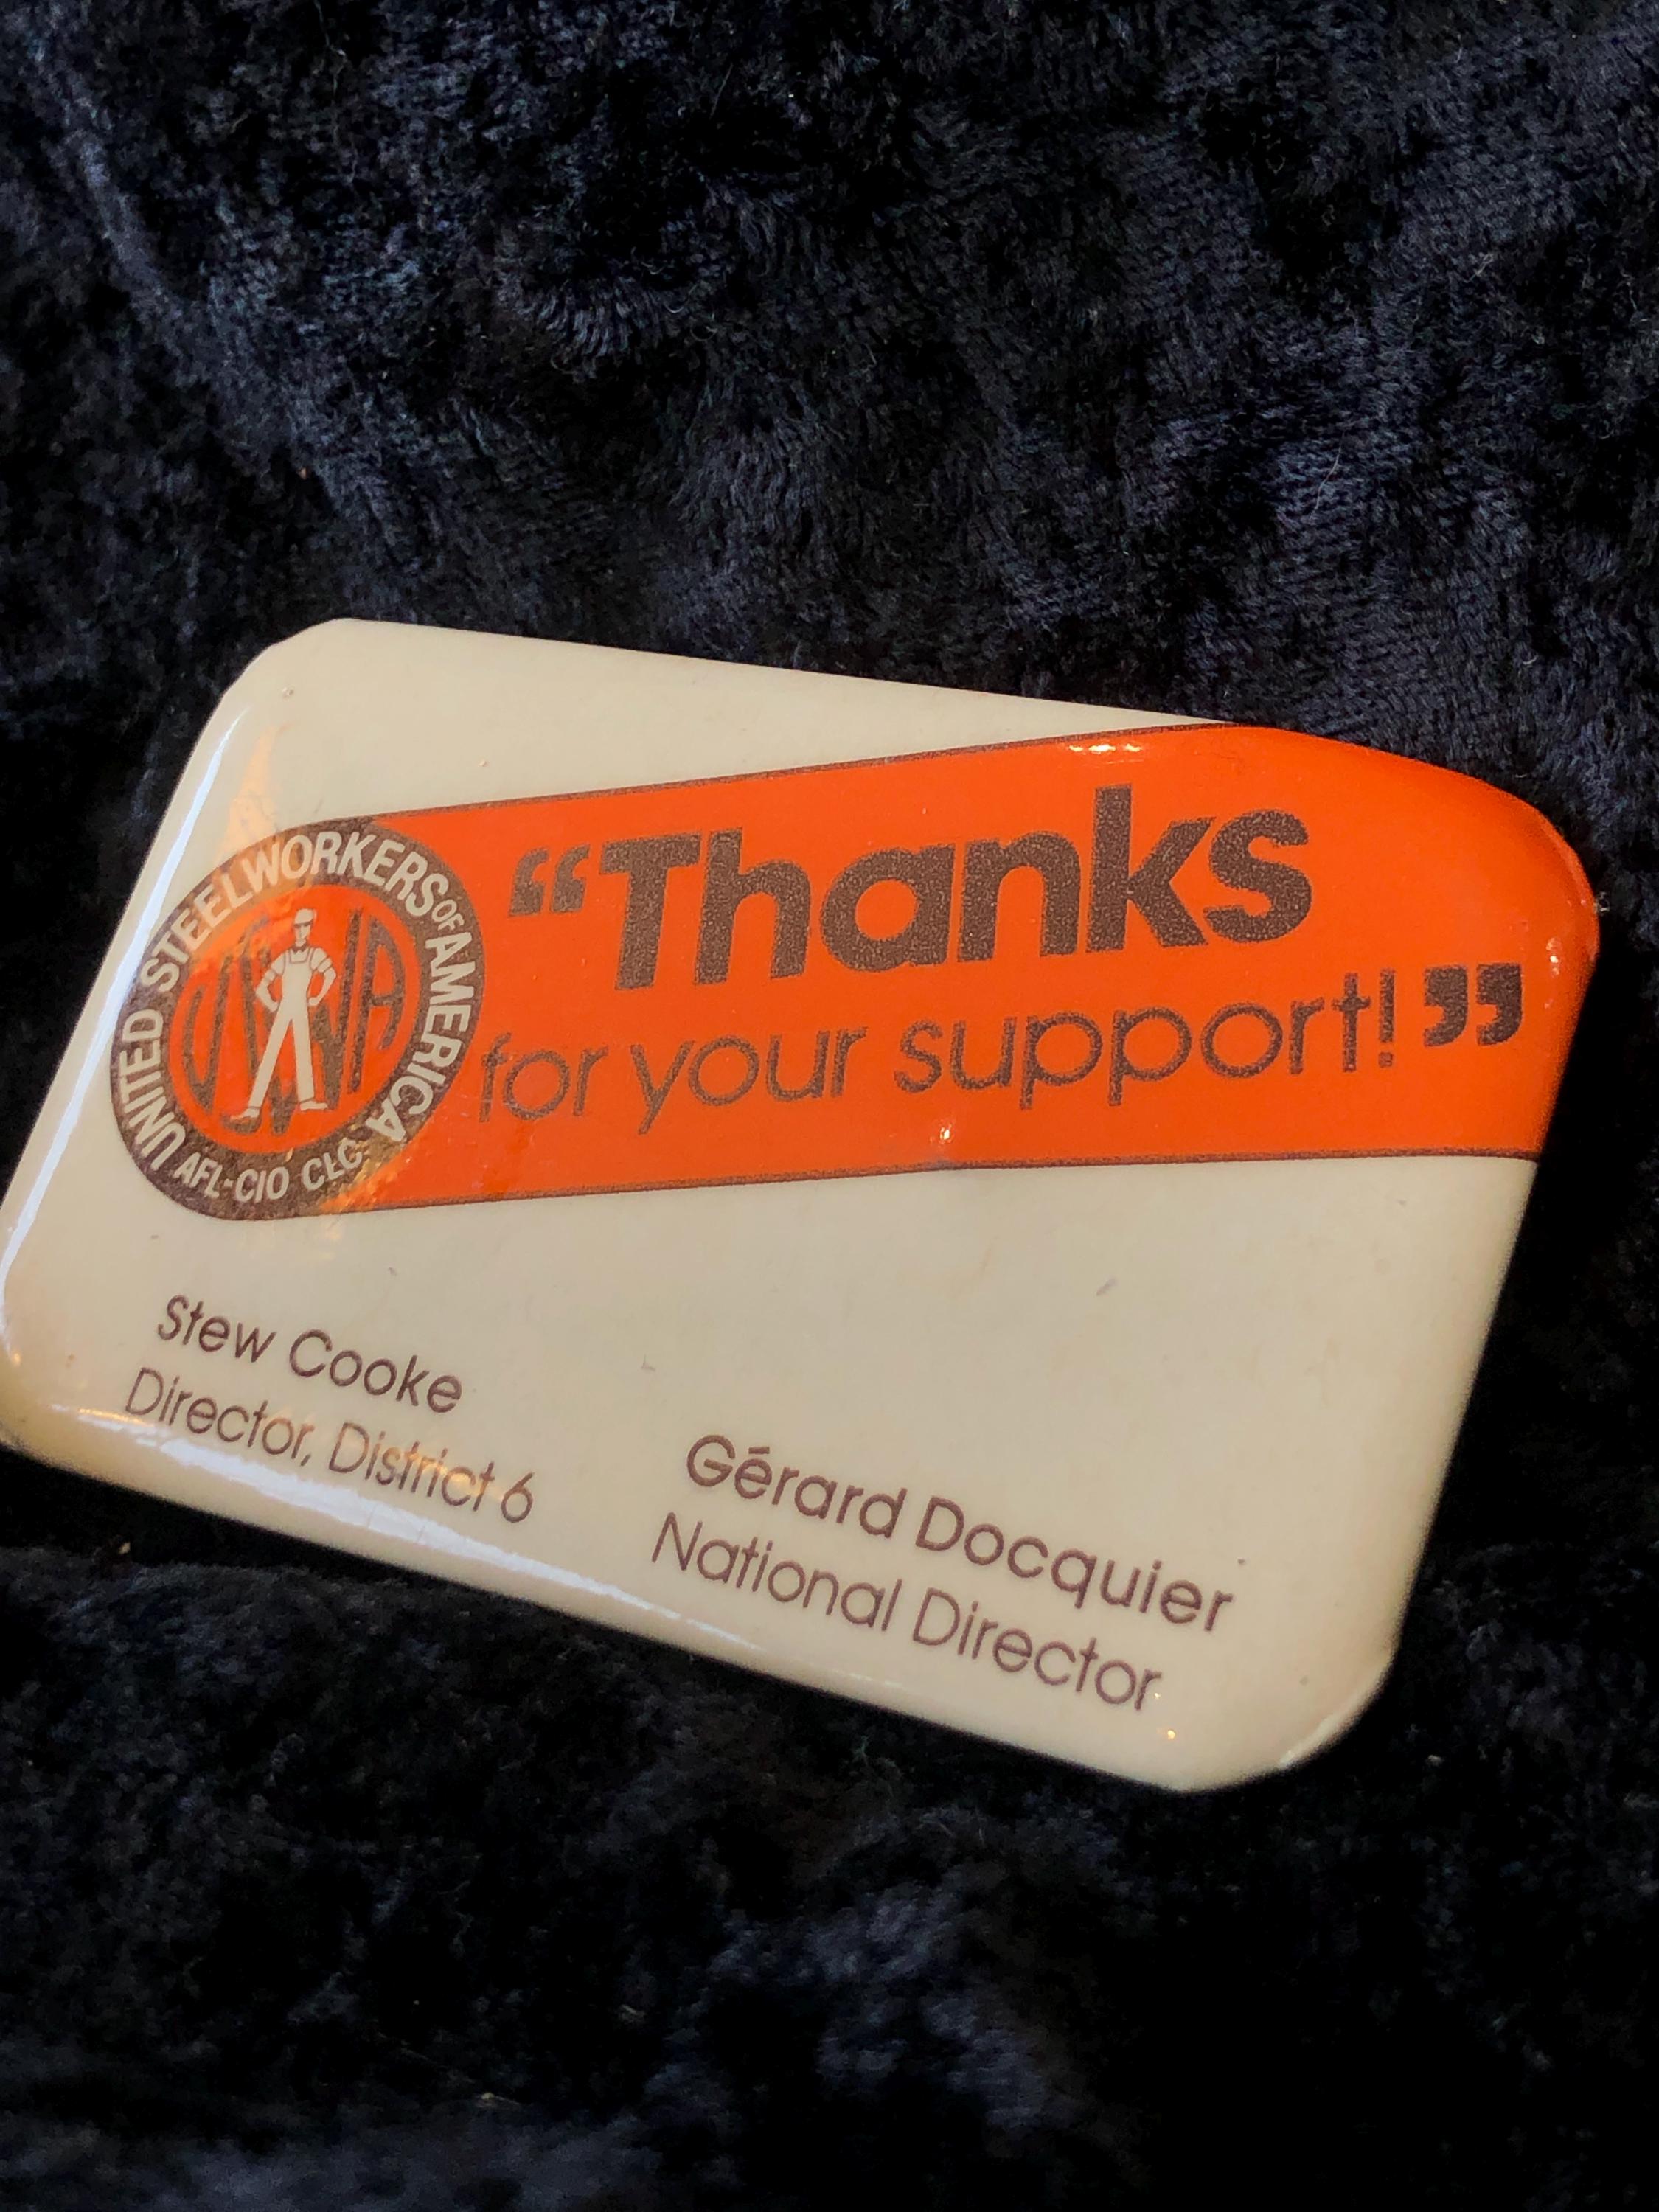 UNITED STEELWORKERS OF AMERICA
AFL-CIO CLC
USWA
“Thanks
for your support!”
Stew Cooke
Director, District 6
Gérard Docquier
National Director